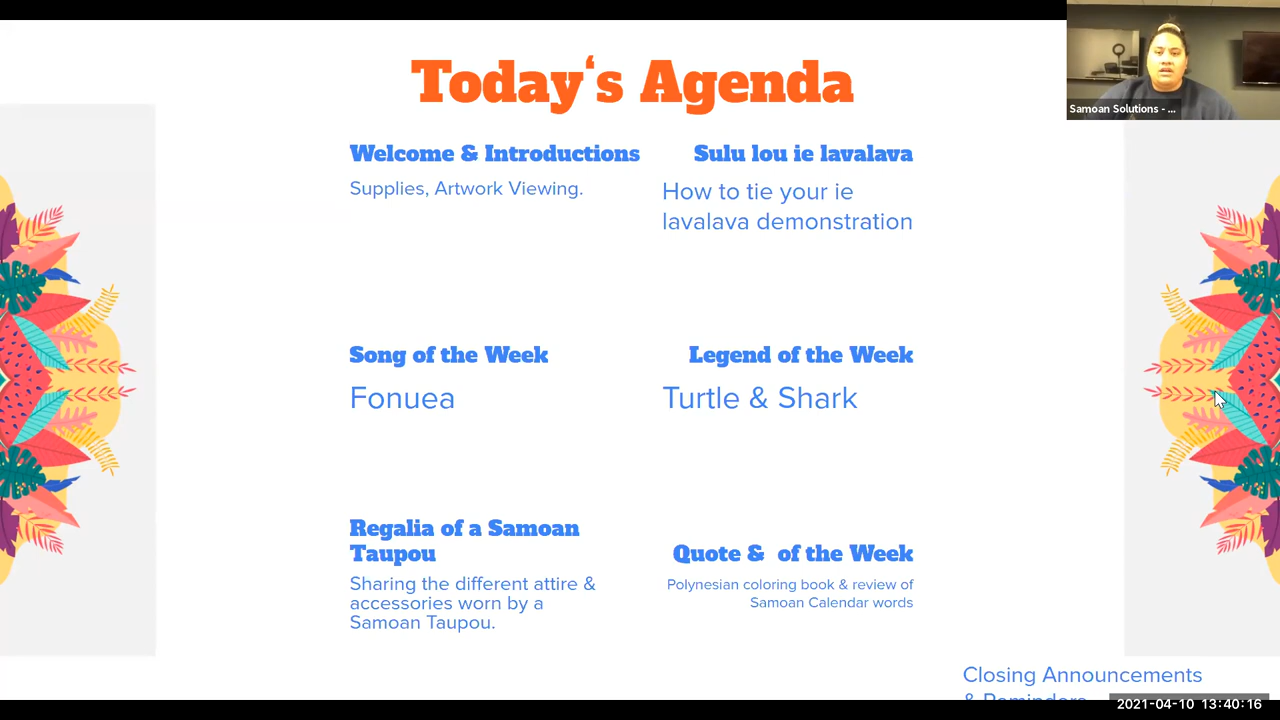 Today's Agenda
Samoan Solutions - ...
Welcome & Introductions
Supplies, Artwork Viewing.
Sulu lou ie lavalava
How to tie your ie
lavalava demonstration
Song of the Week
Fonuea
Legend of the Week
Turtle & Shark
Regalia of a Samoan
Taupou
Sharing the different attire &
accessories worn by a
Samoan Taupou.
Quote & of the Week
Polynesian coloring book & review of
Samoan Calendar words
Closing Announcements
& Reminders
2021-04-10 13:40:16